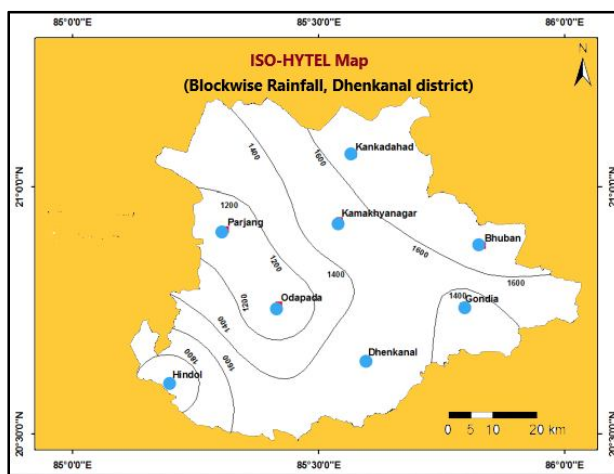 85°0'0"E 85°30'0"E 86°0'0"E
ISO-HYTEL Map
(Blockwise Rainfall, Dhenkanal district)
N
21°0'0"N
21°0'0"N
1400
1600
Kankadahad
1200
Parjang
Kamakhyanagar
Bhuban
1200
1400
1600
1600
1200
Odapada
1400
Gondia
1400
1600
Dhenkanal
1800
Hindol
0 5 10 20 km
20°30'0"N
20°30'0"N
85°0'0"E 85°30'0"E 86°0'0"E